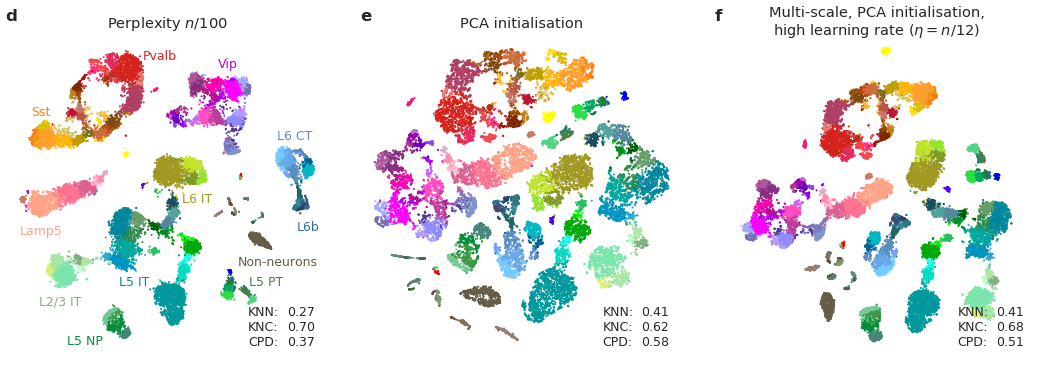 d
Perplexity n/100
Pvalb
Vip
Sst
L6 CT
L6 IT
Lamp5
L6b
Non-neurons
L5 IT
L5 PT
L2/3 IT
L5 NP
KNN: 0.27
KNC: 0.70
CPD: 0.37
e
PCA initialisation
KNN: 0.41
KNC: 0.62
CPD: 0.58
f
Multi-scale, PCA initialisation,
high learning rate (η = n/12)
KNN: 0.41
KNC: 0.68
CPD: 0.51